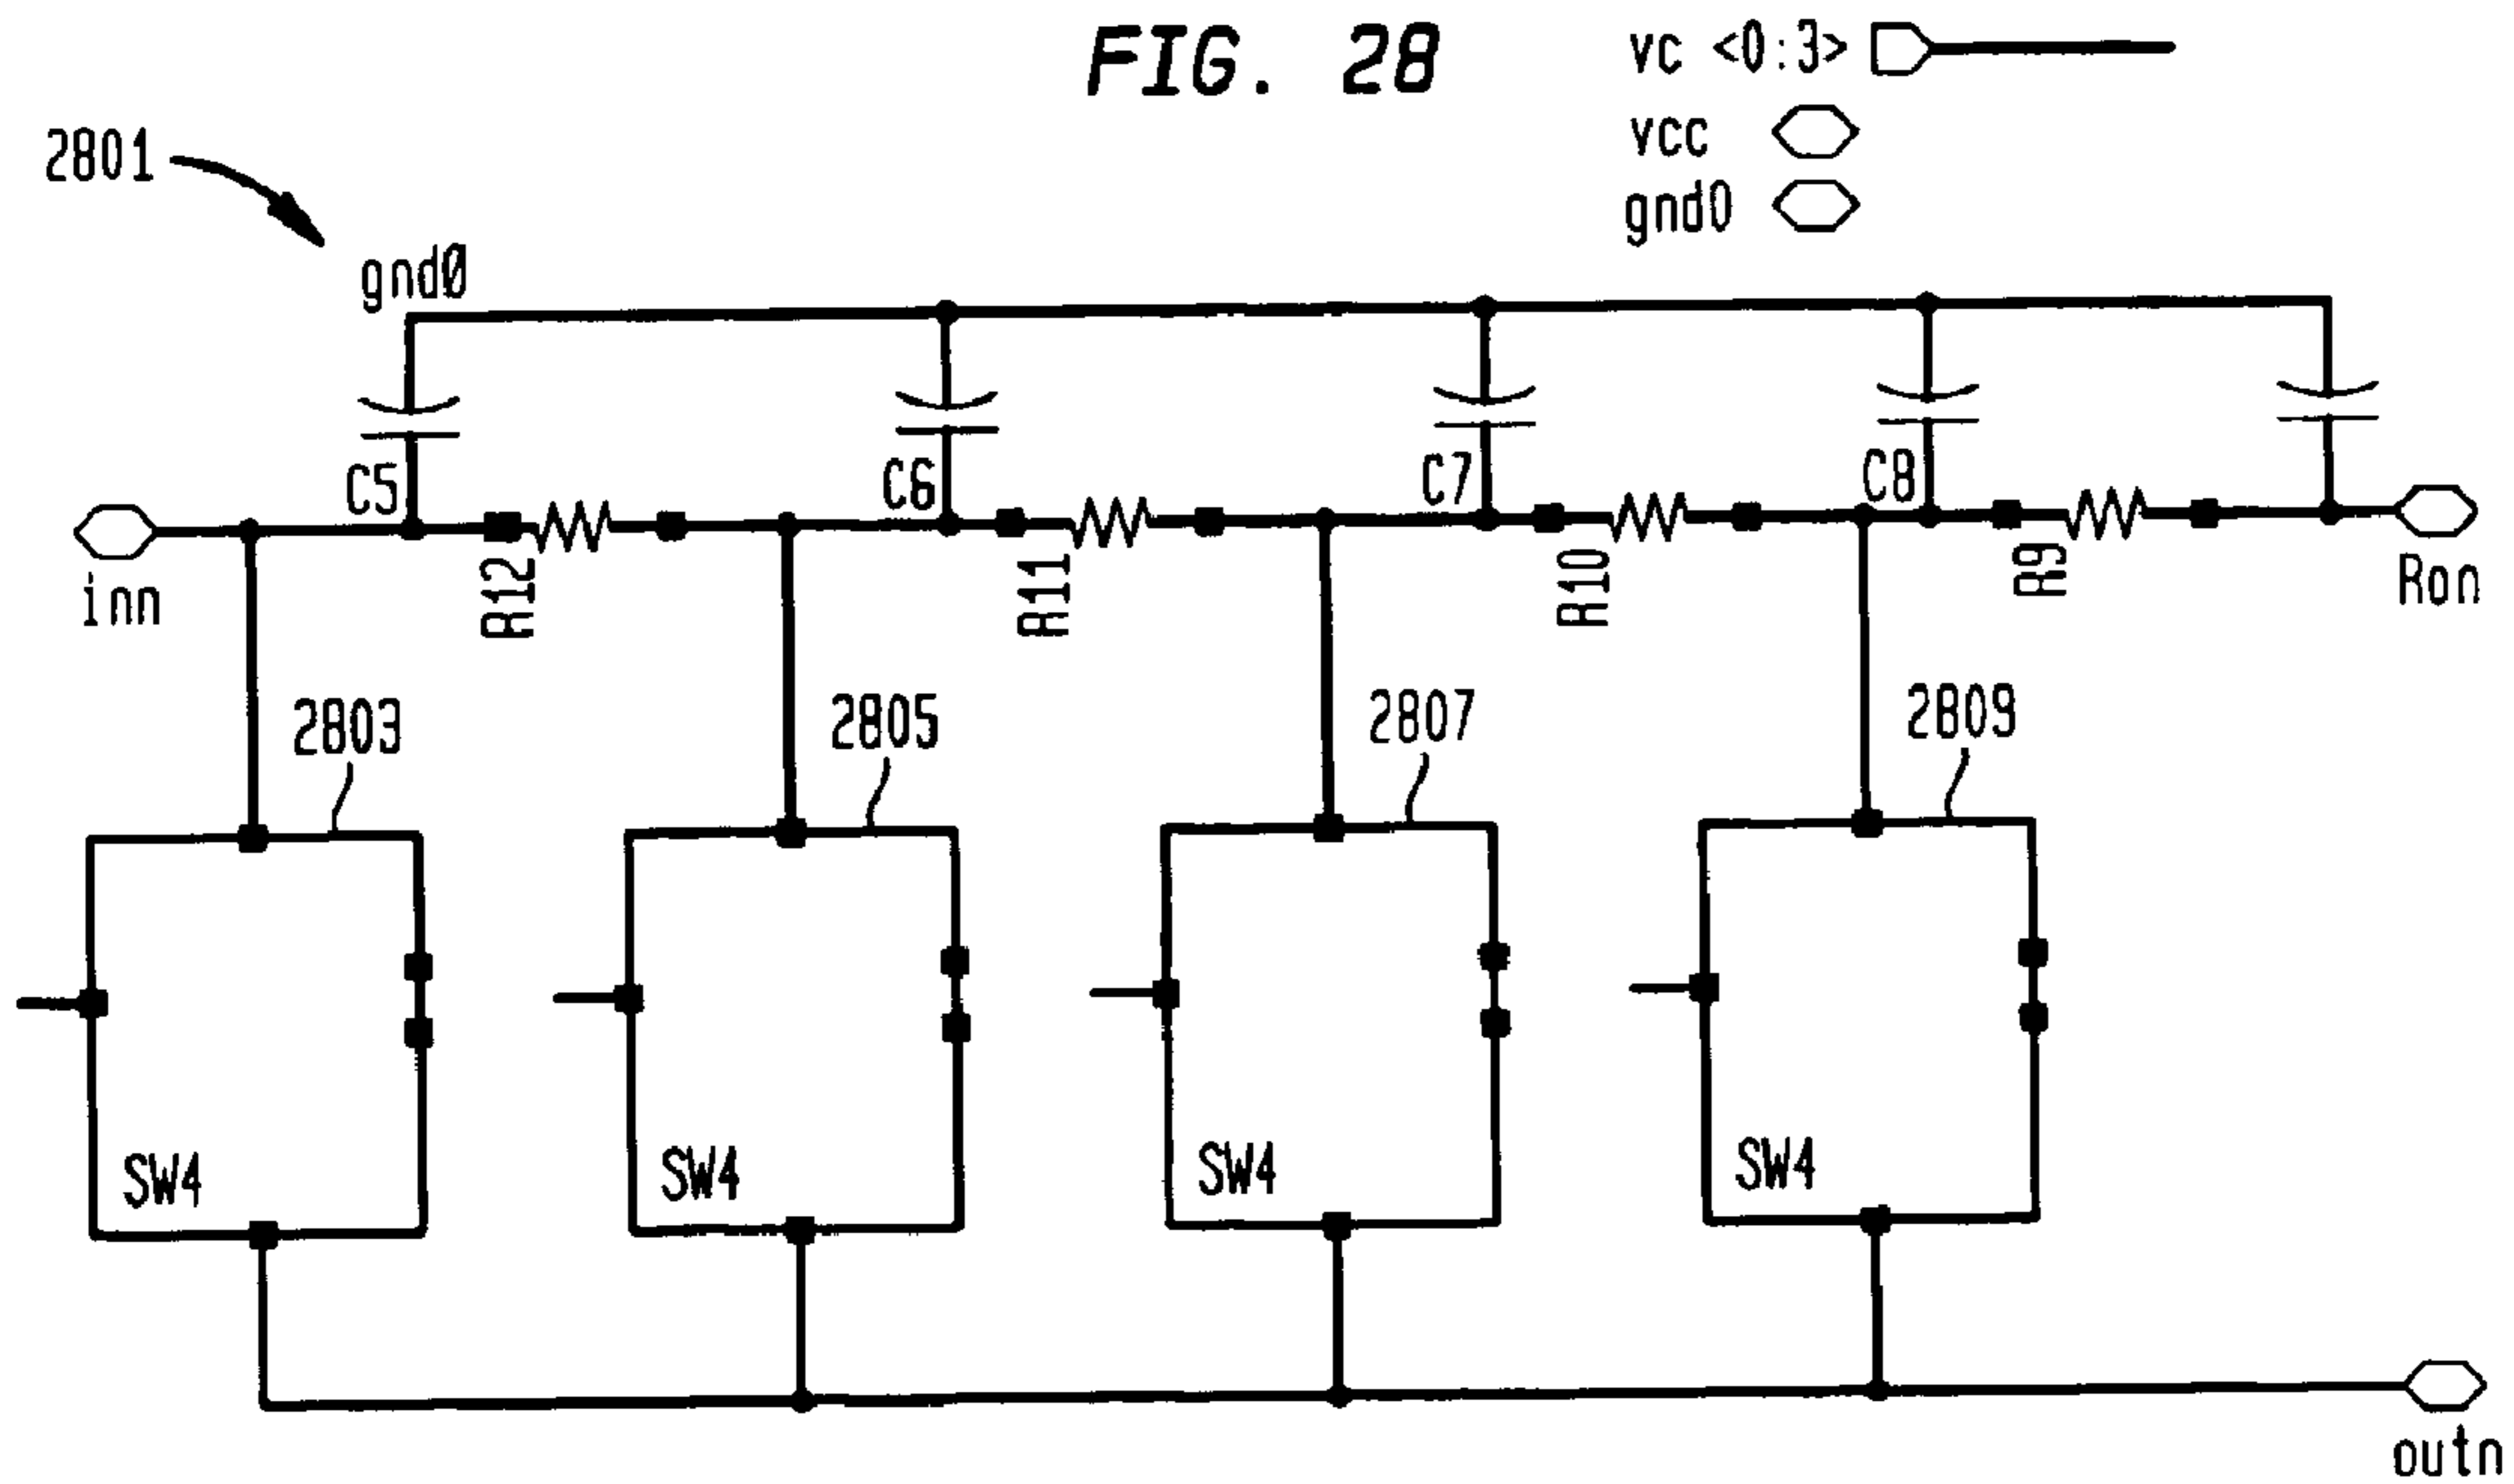 FIG. 28
vc <0:3>
vcc
gnd0
2801
gnd0
C5
C6
C7
C8
inn
R12
R11
R10
R9
Ron
2803
2805
2807
2809
SW4
SW4
SW4
SW4
outn